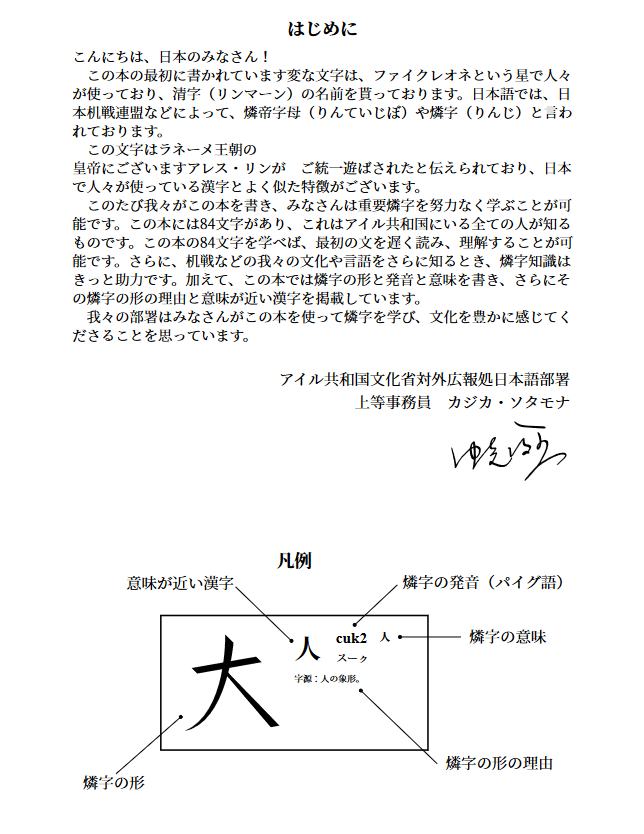 はじめに
こんにちは、日本のみなさん！
　この本の最初に書かれています変な文字は、ファイクレオネという星で人々
が使っており、清字（リンマーン）の名前を貰っております。日本語では、日
本机戦連盟などによって、燐帝字母（りんていじぼ）や燐字（りんじ）と言わ
れております。
　この文字はラネーメ王朝の
皇帝にございますアレス・リンが　ご統一遊ばされたと伝えられており、日本
で人々が使っている漢字とよく似た特徴がございます。
　このたび我々がこの本を書き、みなさんは重要燐字を努力なく学ぶことが可
能です。この本には84文字があり、これはアイル共和国にいる全ての人が知る
ものです。この本の84文字を学べば、最初の文を遅く読み、理解することが可
能です。さらに、机戦などの我々の文化や言語をさらに知るとき、燐字知識は
きっと助力です。加えて、この本では燐字の形と発音と意味を書き、さらにそ
の燐字の形の理由と意味が近い漢字を掲載しています。
　我々の部署はみなさんがこの本を使って燐字を学び、文化を豊かに感じてく
ださることを思っています。
アイル共和国文化省対外広報処日本語部署
上等事務員　カジカ・ソタモナ
凡例
意味が近い漢字
燐字の発音（パイグ語）
人
cuk2
人
スーク
字源：人の象形。
燐字の意味
燐字の形の理由
燐字の形